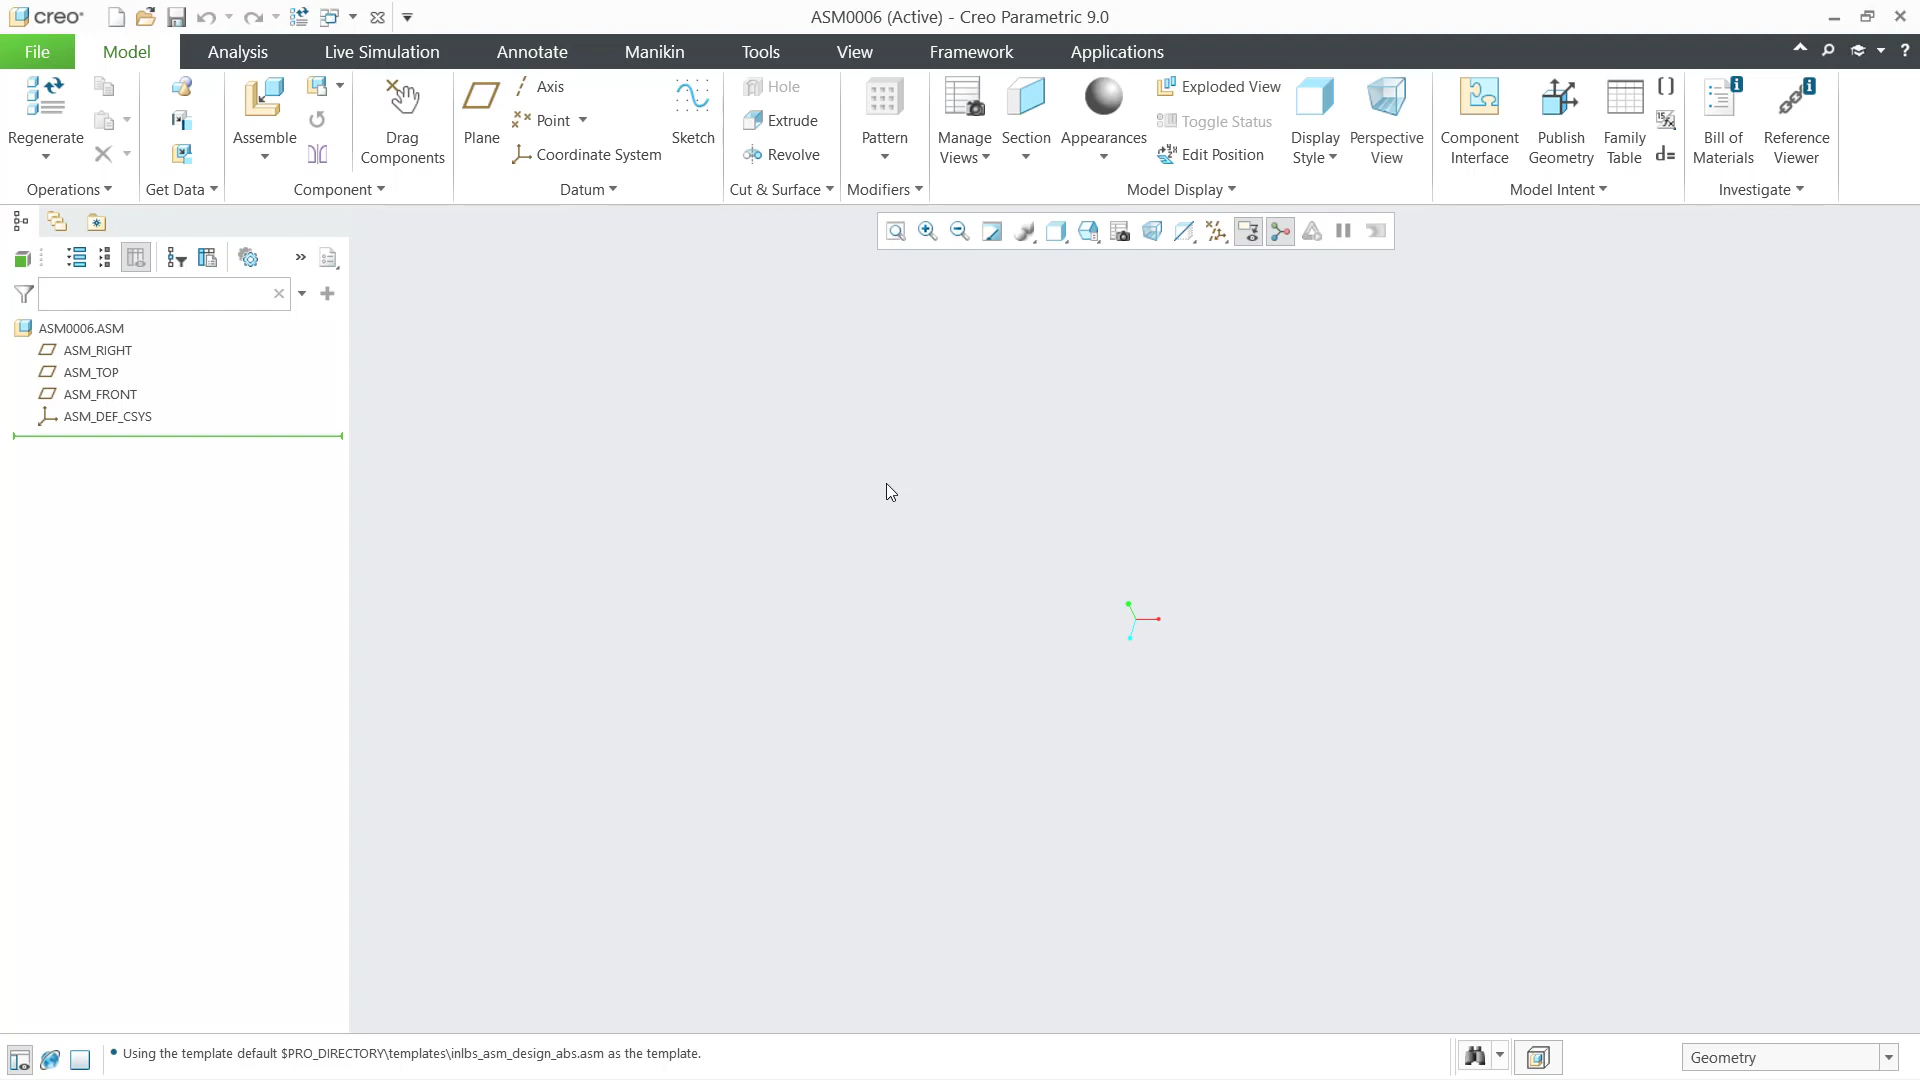 creo
ASM0006 (Active) - Creo Parametric 9.0
File
Model
Analysis
Live Simulation
Annotate
Manikin
Tools
View
Framework
Applications
Regenerate
Operations
Get Data
Assemble
Drag
Components
Component
Plane
Axis
Point
Coordinate System
Sketch
Datum
Hole
Extrude
Revolve
Cut & Surface
Pattern
Modifiers
Manage
Views
Section
Appearances
Exploded View
Toggle Status
Edit Position
Display
Style
Perspective
View
Model Display
Component
Interface
Publish
Geometry
Family
Table
d=
Model Intent
Bill of
Materials
Reference
Viewer
Investigate
ASM0006.ASM
ASM_RIGHT
ASM_TOP
ASM_FRONT
ASM_DEF_CSYS
Using the template default $PRO_DIRECTORY\templates\inlbs_asm_design_abs.asm as the template.
Geometry